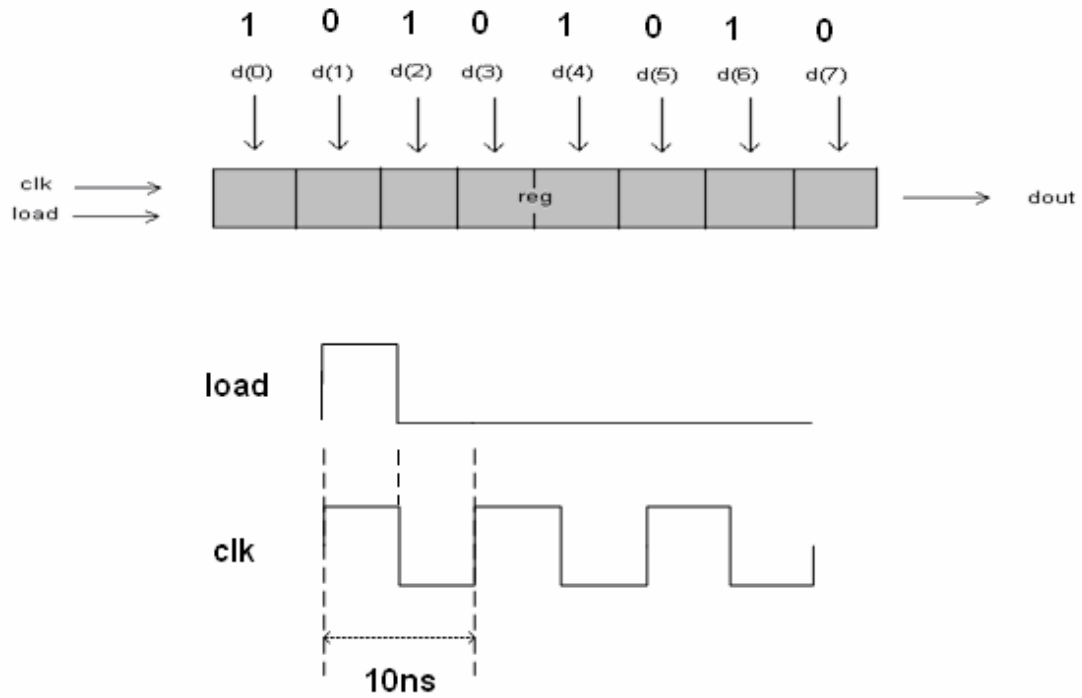 1 0 1 0 1 0 1 0
d(0) d(1) d(2) d(3) d(4) d(5) d(6) d(7)
clk
load
reg
dout
load
clk
10ns